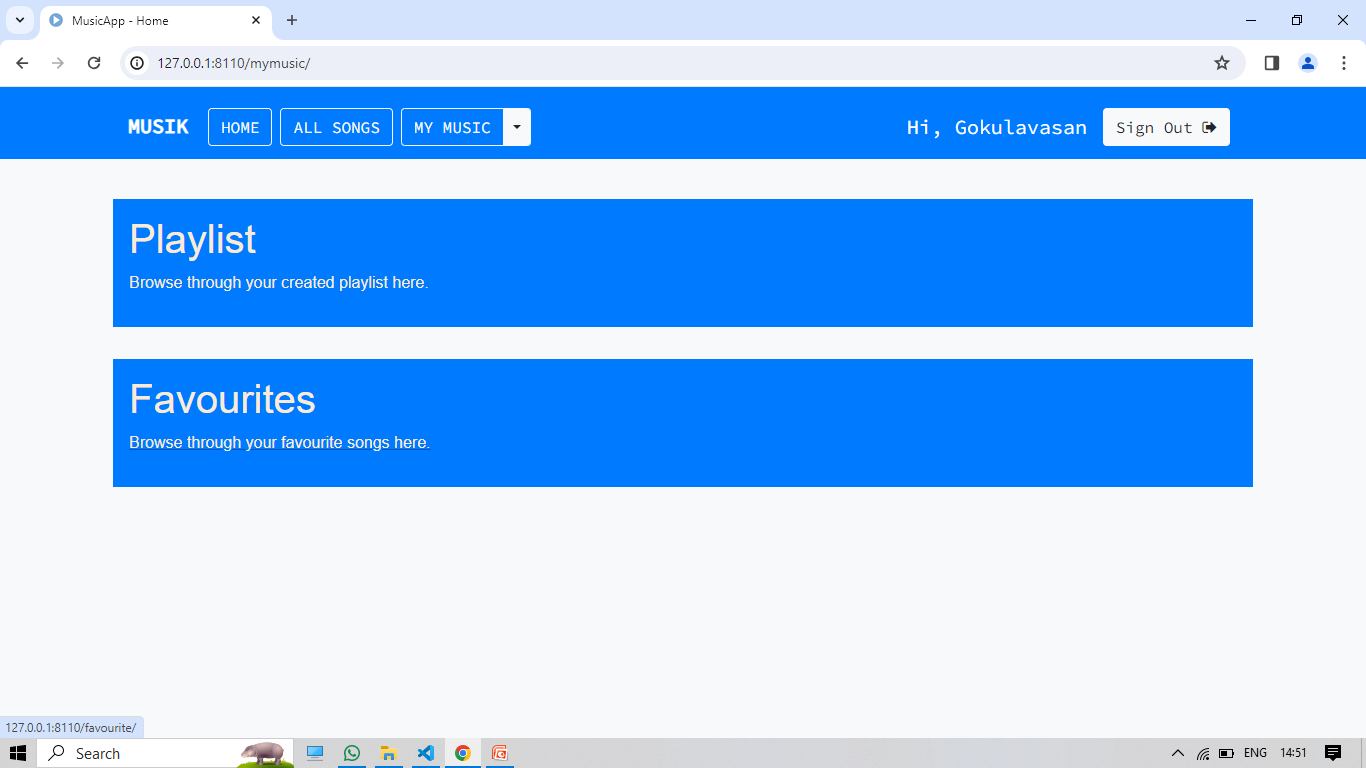 MusicApp - Home
127.0.0.1:8110/mymusic/
MUSIK HOME ALL SONGS MY MUSIC Hi, Gokulavasan Sign Out
Playlist
Browse through your created playlist here.
Favourites
Browse through your favourite songs here.
127.0.0.1:8110/favourite/
Search ENG 14:51